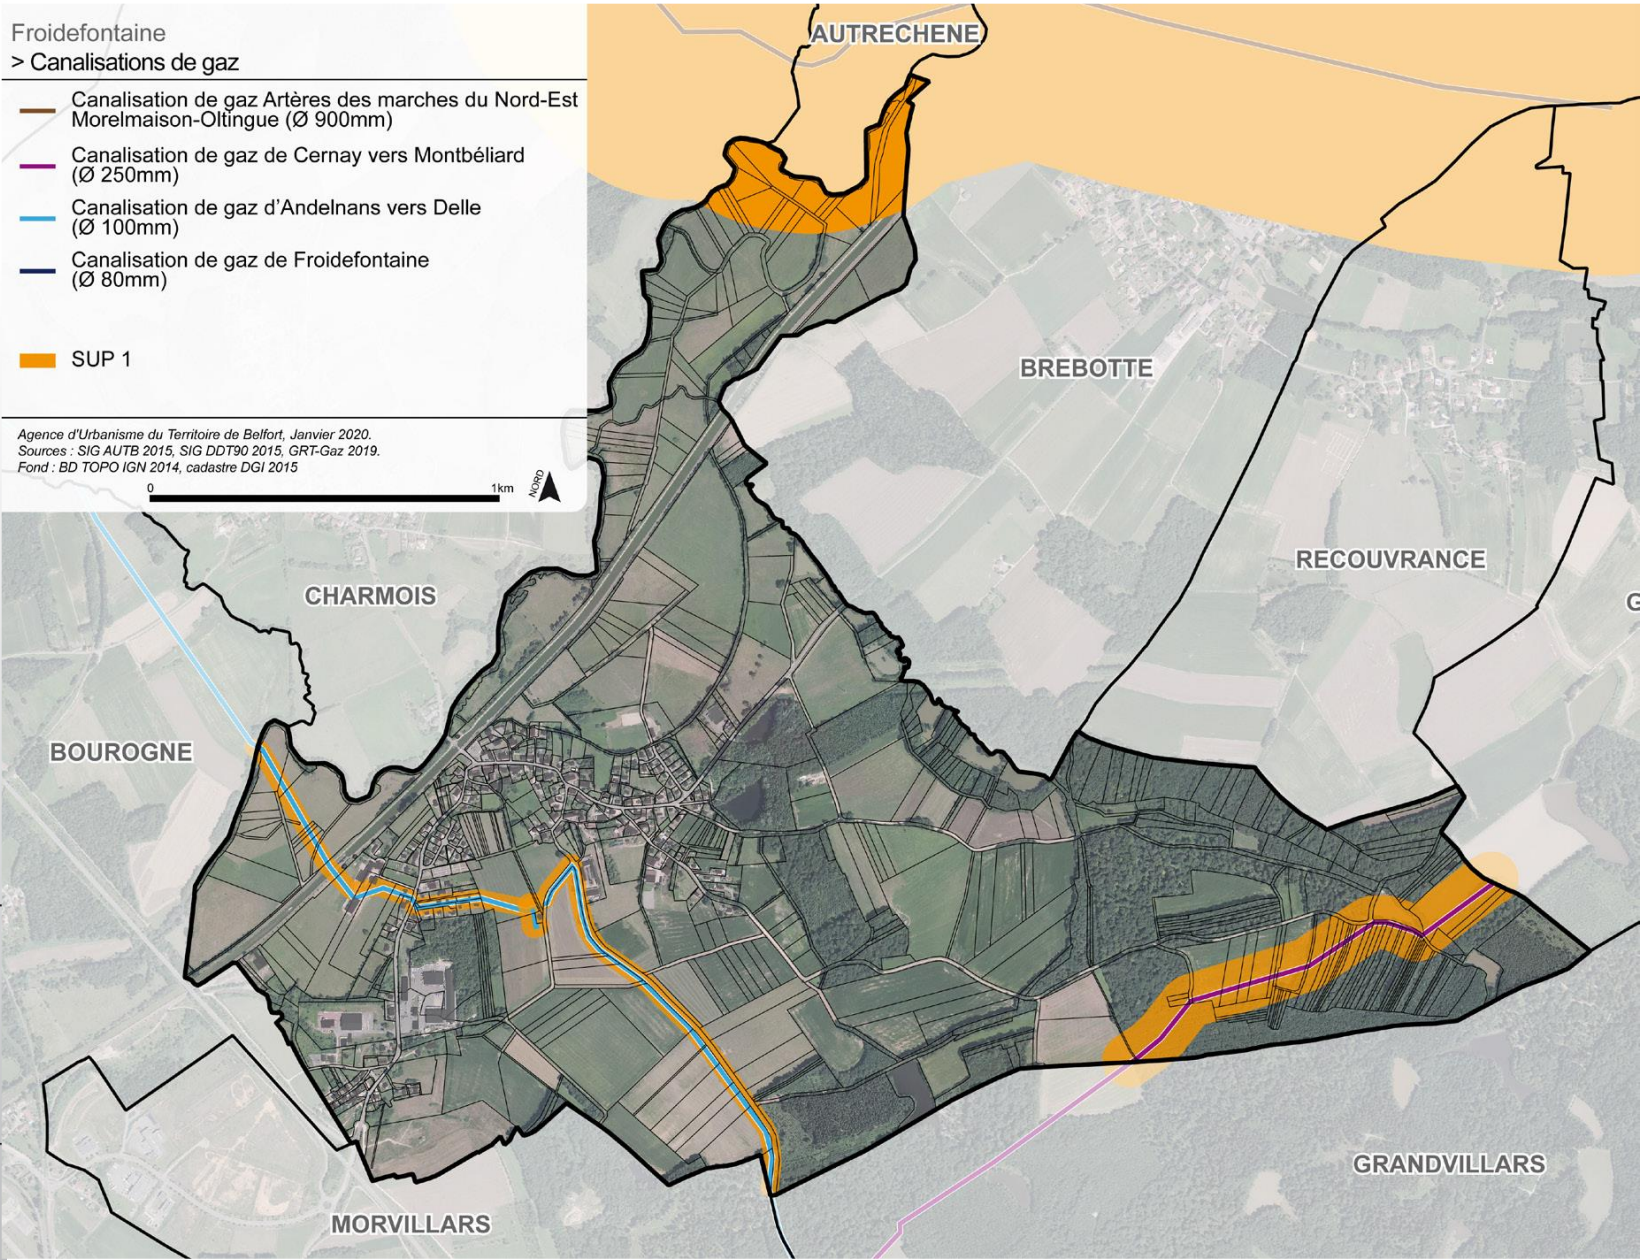 Froidefontaine
> Canalisations de gaz
Canalisation de gaz Artères des marches du Nord-Est
Morelmaison-Oltingue (Ø 900mm)
Canalisation de gaz de Cernay vers Montbéliard
(Ø 250mm)
Canalisation de gaz d'Andelnans vers Delle
(Ø 100mm)
Canalisation de gaz de Froidefontaine
(Ø 80mm)
SUP 1
Agence d'Urbanisme du Territoire de Belfort, Janvier 2020.
Sources : SIG AUTB 2015, SIG DDT90 2015, GRT-Gaz 2019.
Fond : BD TOPO IGN 2014, cadastre DGI 2015
0 1km NORD
AUTRECHENE
BREBOTTE
RECOUVRANCE
CHARMOIS
G
BOUROGNE
GRANDVILLARS
MORVILLARS